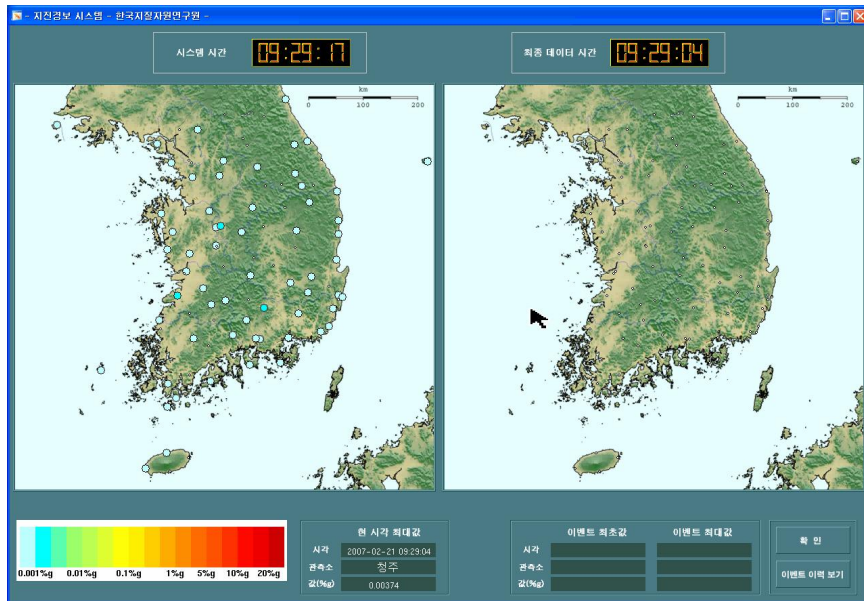 - 지진경보 시스템 - 한국지질자원연구원 -
시스템 시간 09:29:17
최종 데이터 시간 09:29:04
km
0 100 200
km
0 100 200
0.001%g 0.01%g 0.1%g 1%g 5%g 10%g 20%g
현 시각 최대값
시각 2007-02-21 09:29:04
관측소 청주
값(%g) 0.00374
이벤트 최초값 이벤트 최대값
시각
관측소
값(%g)
확 인
이벤트 이력 보기